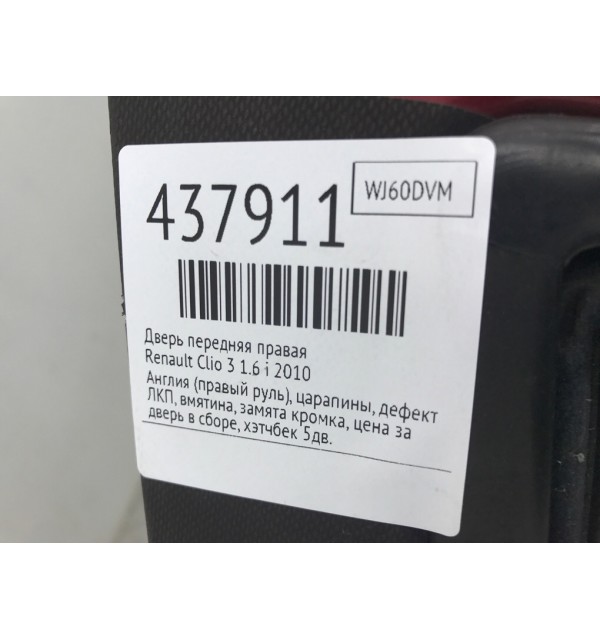 437911
WJ60DVM
Дверь передняя правая
Renault Clio 3 1.6 i 2010
Англия (правый руль), царапины, дефект
ЛКП, вмятина, замята кромка, цена за
дверь в сборе, хэтчбек 5дв.